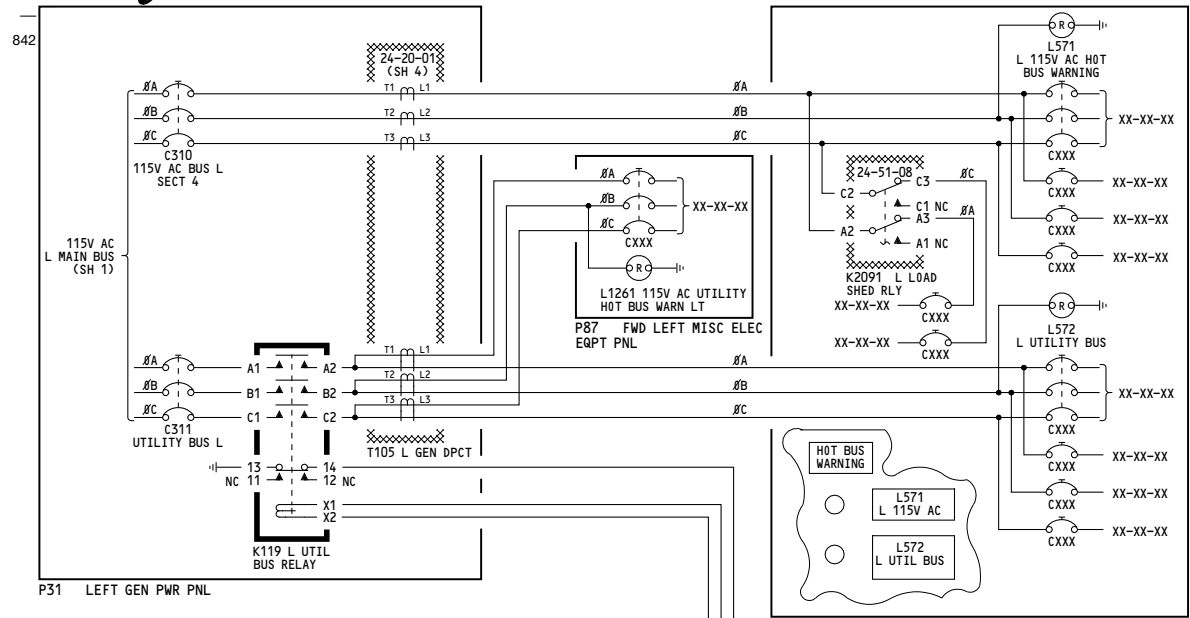 842
24-20-01
(SH 4)
L571
L 115V AC HOT
BUS WARNING
ØA
T1 L1
ØA
ØB
T2 L2
ØB
XX-XX-XX
ØC
T3 L3
ØC
C310
115V AC BUS L
SECT 4
CXXX
24-51-08
ØA
C2
C3
ØC
CXXX
XX-XX-XX
ØB
XX-XX-XX
C1 NC
A3
ØA
CXXX
XX-XX-XX
ØC
CXXX
A2
A1 NC
115V AC
L MAIN BUS
(SH 1)
CXXX
XX-XX-XX
K2091 L LOAD
SHED RLY
L1261 115V AC UTILITY
HOT BUS WARN LT
XX-XX-XX
CXXX
P87 FWD LEFT MISC ELEC
EQPT PNL
XX-XX-XX
CXXX
L572
L UTILITY BUS
T1 L1
ØA
A1
A2
ØA
T2 L2
ØB
B1
B2
ØB
XX-XX-XX
T3 L3
ØC
C1
C2
ØC
CXXX
C311
UTILITY BUS L
T105 L GEN DPCT
HOT BUS
WARNING
CXXX
XX-XX-XX
13
14
NC 11
12 NC
CXXX
XX-XX-XX
L571
L 115V AC
X1
X2
CXXX
XX-XX-XX
L572
L UTIL BUS
K119 L UTIL
BUS RELAY
P31 LEFT GEN PWR PNL
R
R
R